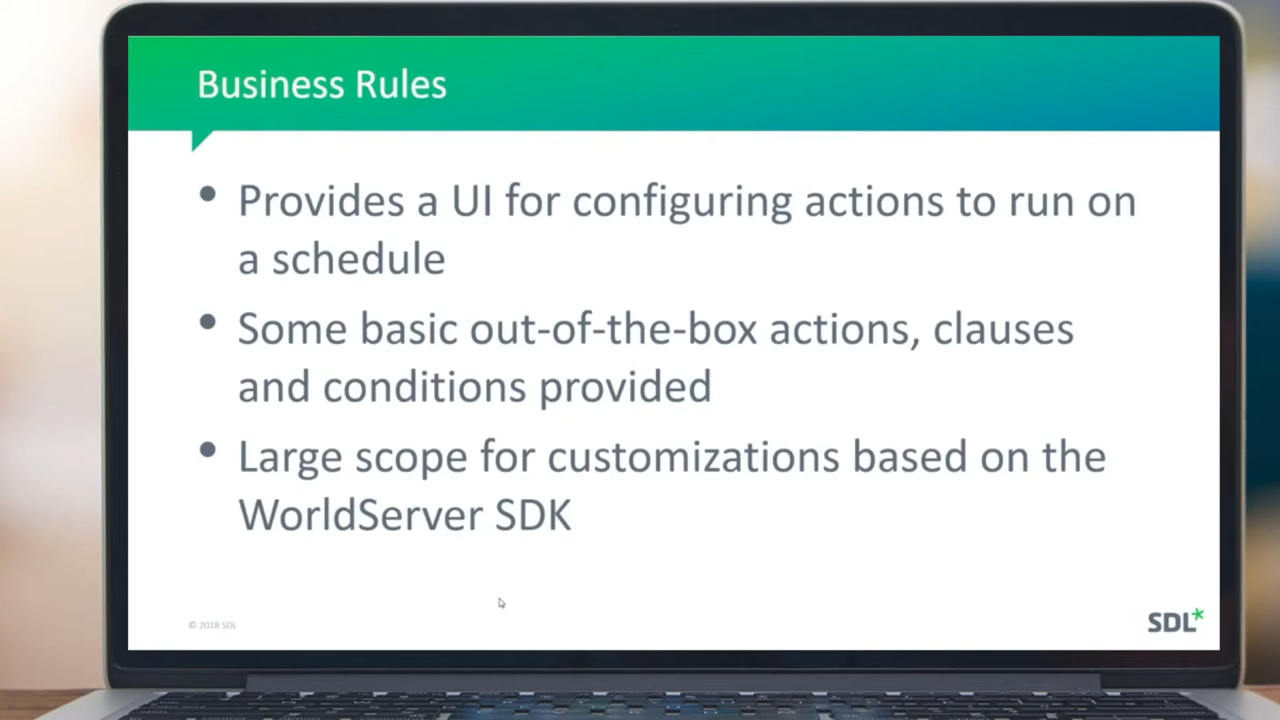 Business Rules
• Provides a UI for configuring actions to run on
a schedule
• Some basic out-of-the-box actions, clauses
and conditions provided
• Large scope for customizations based on the
WorldServer SDK
© 2018 SDL
SDL*